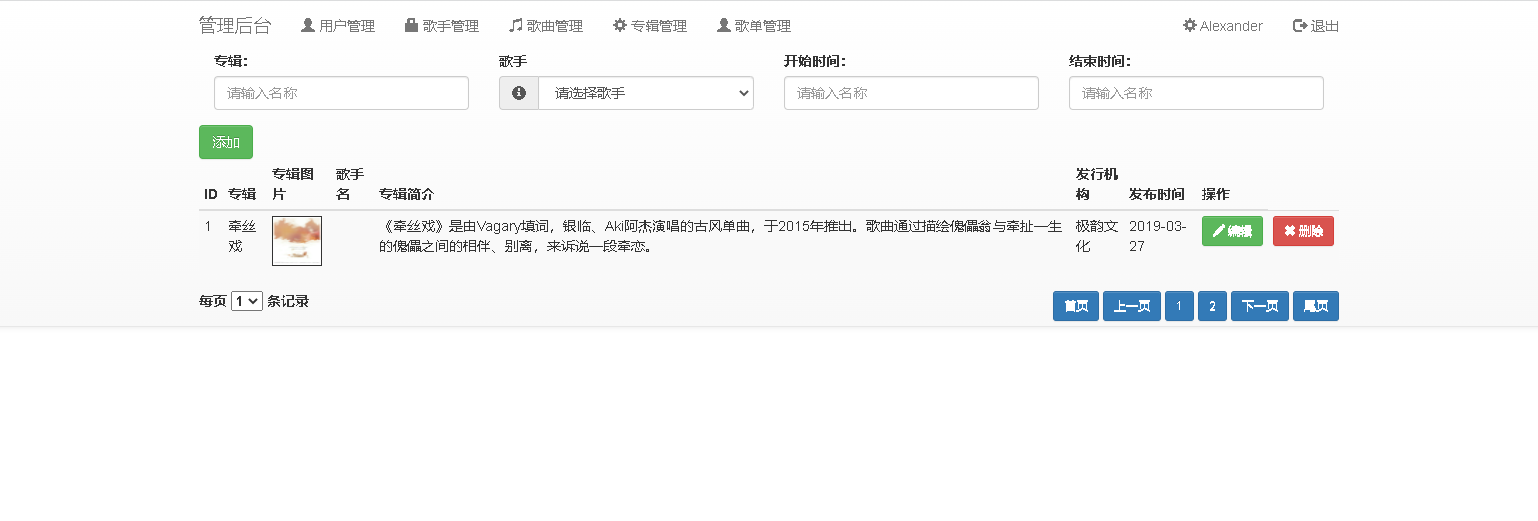 管理后台 用户管理 歌手管理 歌曲管理 专辑管理 歌单管理 Alexander 退出
专辑： 歌手 开始时间： 结束时间：
请输入名称 请选择歌手 请输入名称 请输入名称
添加
专辑图 歌手 发行机
ID 专辑 片 名 专辑简介 构 发布时间 操作
1 牵丝 《牵丝戏》是由Vagary填词，银临、Aki阿杰演唱的古风单曲，于2015年推出。歌曲通过描绘傀儡翁与牵扯一生 极韵文 2019-03- 编辑 删除
戏 的傀儡之间的相伴、别离，来诉说一段牵恋。 化 27
每页 1 条记录 首页 上一页 1 2 下一页 尾页